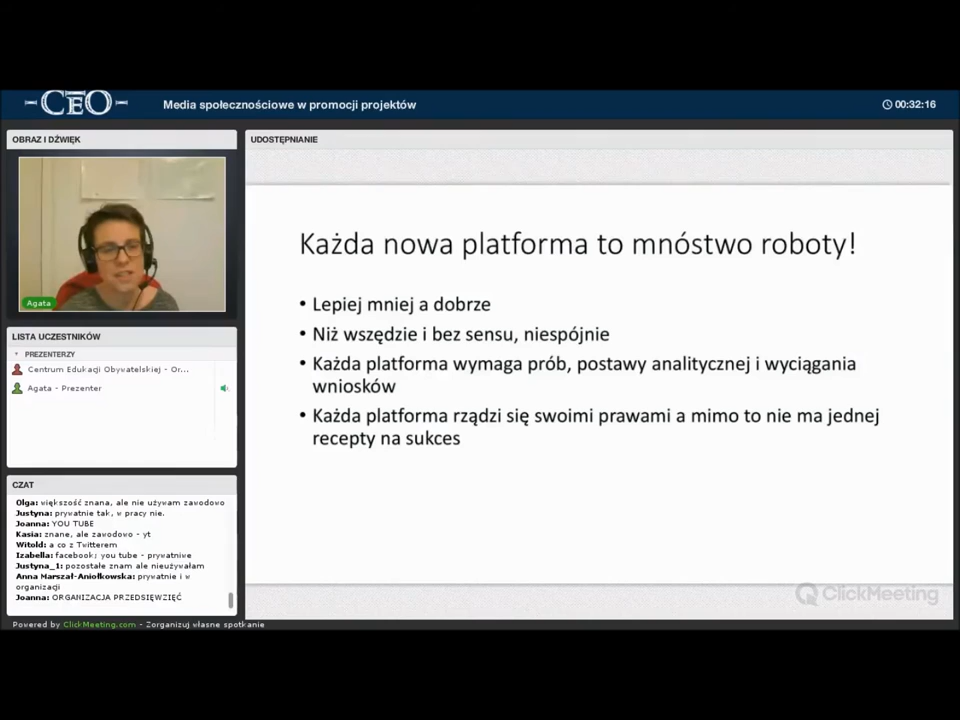 CEO
Media społecznościowe w promocji projektów
00:32:16
OBRAZ I DŹWIĘK
Agata
LISTA UCZESTNIKÓW
PREZENTERZY
Centrum Edukacji Obywatelskiej - Or...
Agata - Prezenter
CZAT
Olga: większość znana, ale nie używam zawodowo
Justyna: prywatnie tak, w pracy nie.
Joanna: YOU TUBE
Kasia: znane, ale zawodowo - yt
Witold: a co z Twitterem
Izabella: facebook; you tube - prywatniwe
Justyna_1: pozostałe znam ale nieużywałam
Anna Marszał-Aniołkowska: prywatnie i w
organizacji
Joanna: ORGANIZACJA PRZEDSIĘWZIĘĆ
UDOSTĘPNIANIE
Każda nowa platforma to mnóstwo roboty!
• Lepiej mniej a dobrze
• Niż wszędzie i bez sensu, niespójnie
• Każda platforma wymaga prób, postawy analitycznej i wyciągania
wniosków
• Każda platforma rządzi się swoimi prawami a mimo to nie ma jednej
recepty na sukces
ClickMeeting
Powered by ClickMeeting.com - Zorganizuj własne spotkanie